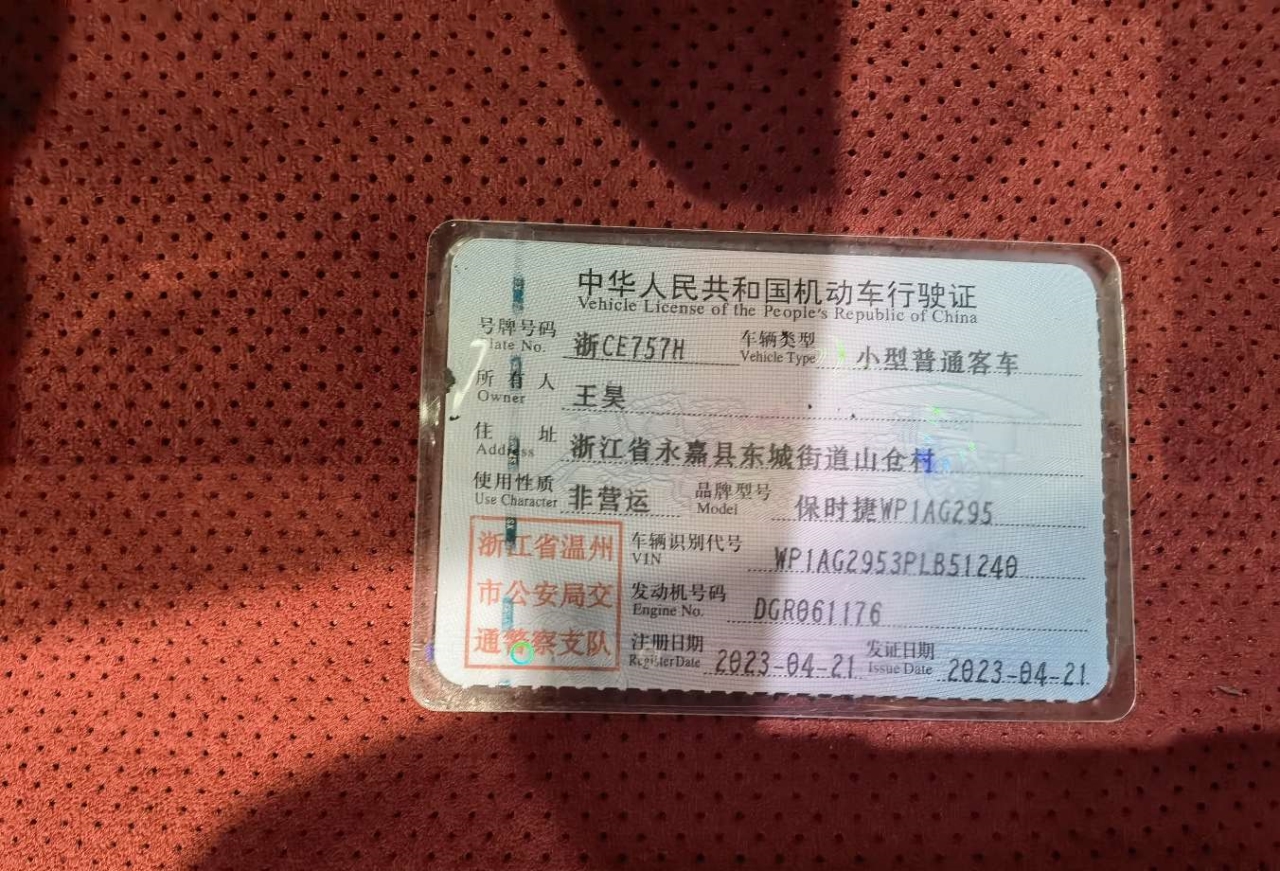 中华人民共和国机动车行驶证
Vehicle License of the People's Republic of China
号牌号码 浙CE757H 车辆类型 小型普通客车
Plate No. Vehicle Type
所有人 王昊
Owner
住址 浙江省永嘉县东城街道山仓村
Address
使用性质 非营运 品牌型号 保时捷WP1AG295
Use Character Model
浙江省温州 车辆识别代号 WP1AG2953PLB51240
VIN
市公安局交 发动机号码 DGR061176
Engine No.
通警察支队 注册日期 2023-04-21 发证日期 2023-04-21
Register Date Issue Date